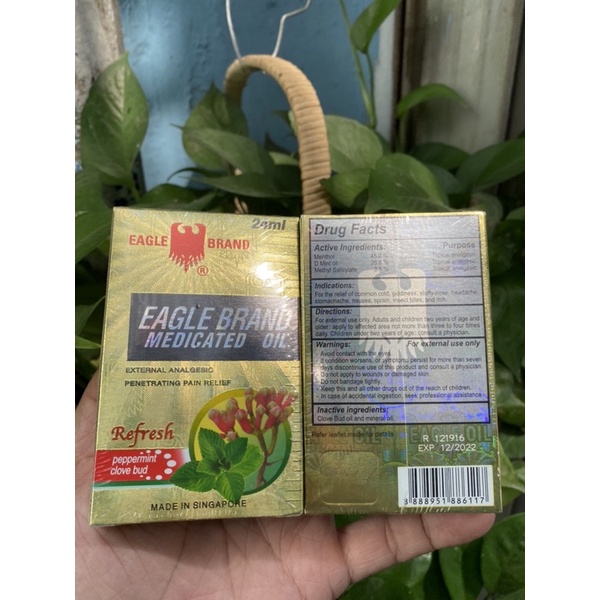 24ml
EAGLE BRAND
®
EAGLE BRAND
MEDICATED OIL
EXTERNAL ANALGESIC
PENETRATING PAIN RELIEF
Refresh
peppermint
clove bud
MADE IN SINGAPORE
Drug Facts
Active Ingredients: Purpose
Menthol
D Mint oil
Methyl Salicylate
Indications:
For the relief of common cold, giddiness, stuffy nose, headache,
stomachache, nausea, sprain, insect bites, and itch.
Directions:
For external use only. Adults and children two years of age and
older: apply to affected area not more than three to four times
daily. Children under two years of age: consult a physician.
Warnings: For external use only
Avoid contact with the eyes.
If condition worsens, or symptoms persist for more than seven
days discontinue use of this product and consult a physician.
Do not apply to wounds or damaged skin.
Do not bandage tightly.
Keep this and all other drugs out of the reach of children.
In case of accidental ingestion, seek professional assistance
Inactive ingredients:
Clove Bud oil and mineral oil.
Refer leaflet
R 121916
EXP 12/2022
3 888951 886117